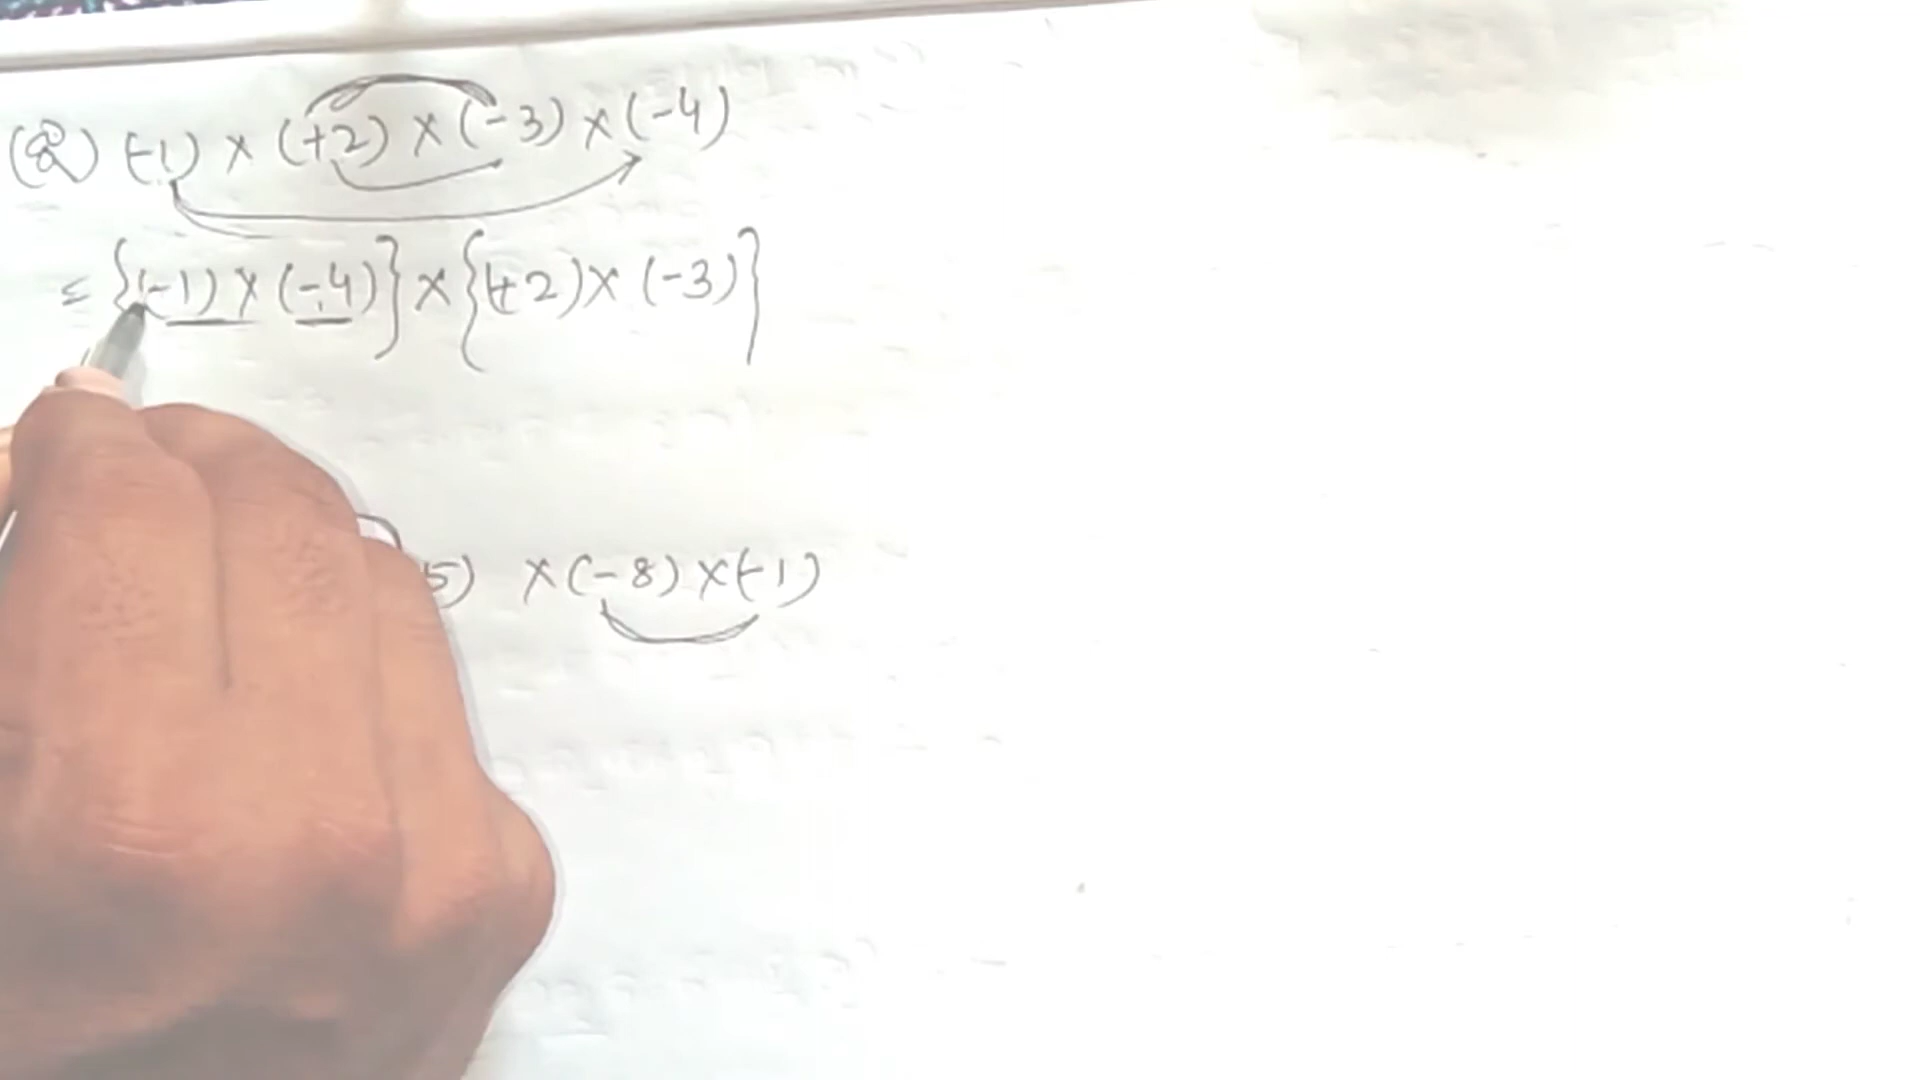 (Q) (-1) × (+2) × (-3) × (-4)
= {(-1) × (-4)} × {(+2) × (-3)}
5) × (-8) × (-1)